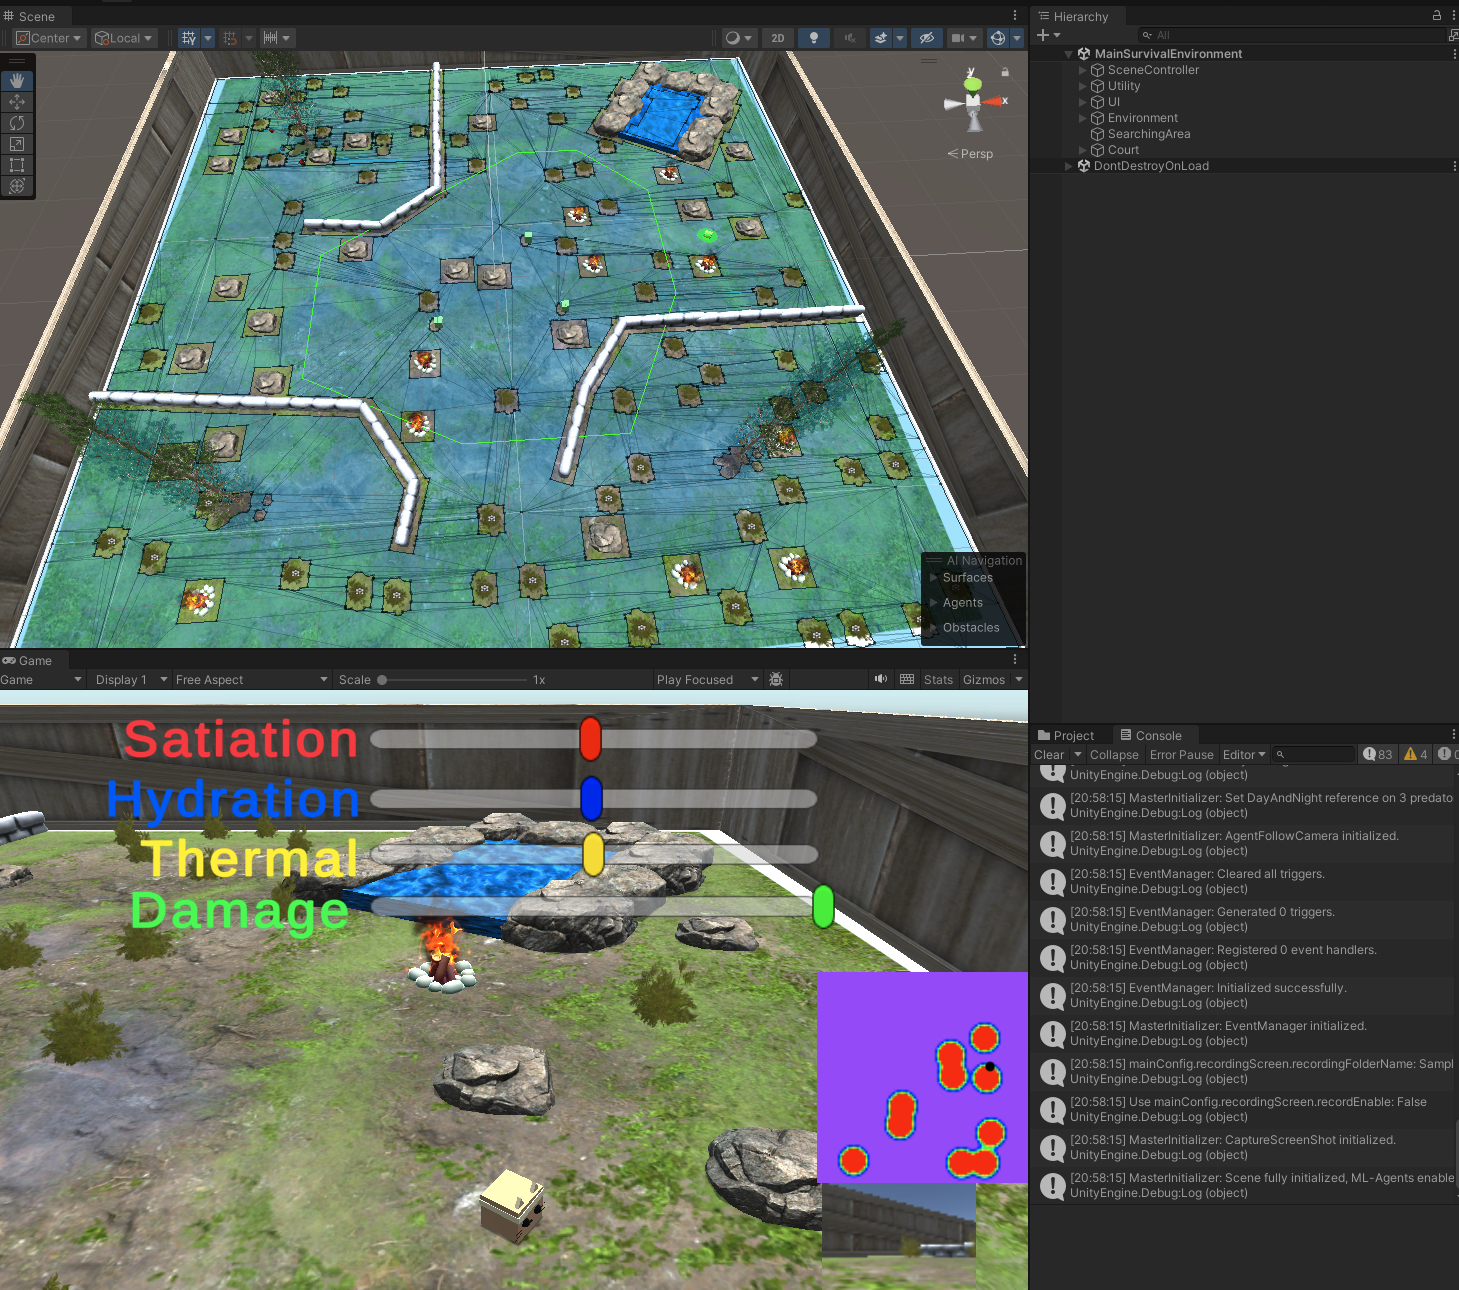 Scene
Center
Local
2D
y
x
Persp
AI Navigation
Surfaces
Agents
Obstacles
Game
Game
Display 1
Free Aspect
Scale
1x
Play Focused
Stats
Gizmos
Satiation
Hydration
Thermal
Damage
Hierarchy
All
MainSurvivalEnvironment
SceneController
Utility
UI
Environment
SearchingArea
Court
DontDestroyOnLoad
Project
Console
Clear
Collapse
Error Pause
Editor
83
4
UnityEngine.Debug:Log (object)
[20:58:15] MasterInitializer: Set DayAndNight reference on 3 predato
UnityEngine.Debug:Log (object)
[20:58:15] MasterInitializer: AgentFollowCamera initialized.
UnityEngine.Debug:Log (object)
[20:58:15] EventManager: Cleared all triggers.
UnityEngine.Debug:Log (object)
[20:58:15] EventManager: Generated 0 triggers.
UnityEngine.Debug:Log (object)
[20:58:15] EventManager: Registered 0 event handlers.
UnityEngine.Debug:Log (object)
[20:58:15] EventManager: Initialized successfully.
UnityEngine.Debug:Log (object)
[20:58:15] MasterInitializer: EventManager initialized.
UnityEngine.Debug:Log (object)
[20:58:15] mainConfig.recordingScreen.recordingFolderName: Sampl
UnityEngine.Debug:Log (object)
[20:58:15] Use mainConfig.recordingScreen.recordEnable: False
UnityEngine.Debug:Log (object)
[20:58:15] MasterInitializer: CaptureScreenShot initialized.
UnityEngine.Debug:Log (object)
[20:58:15] MasterInitializer: Scene fully initialized, ML-Agents enable
UnityEngine.Debug:Log (object)